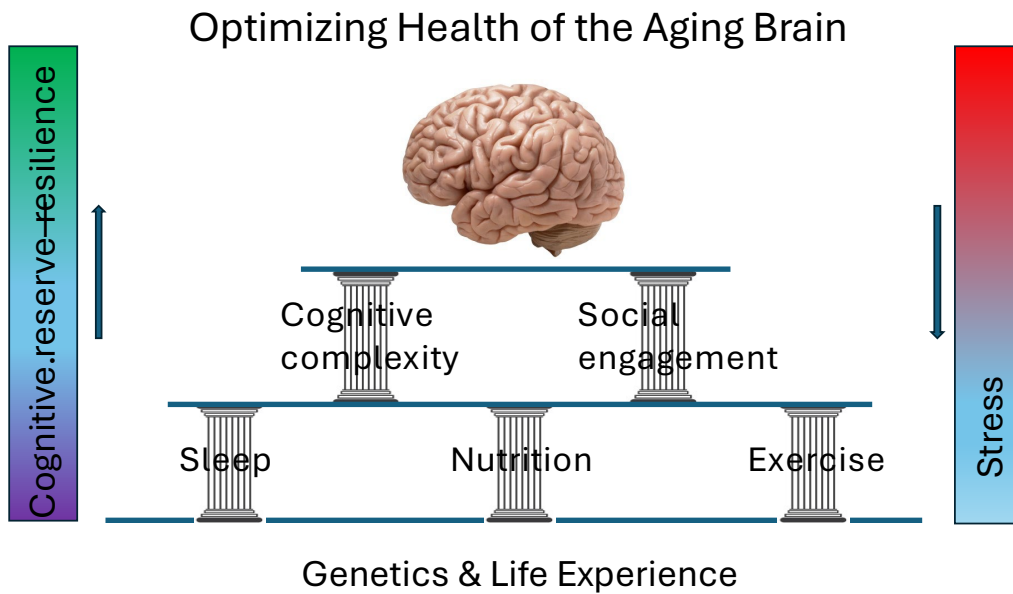 Optimizing Health of the Aging Brain
Cognitive.reserve-resilience
Cognitive
complexity
Social
engagement
Sleep
Nutrition
Exercise
Stress
Genetics & Life Experience